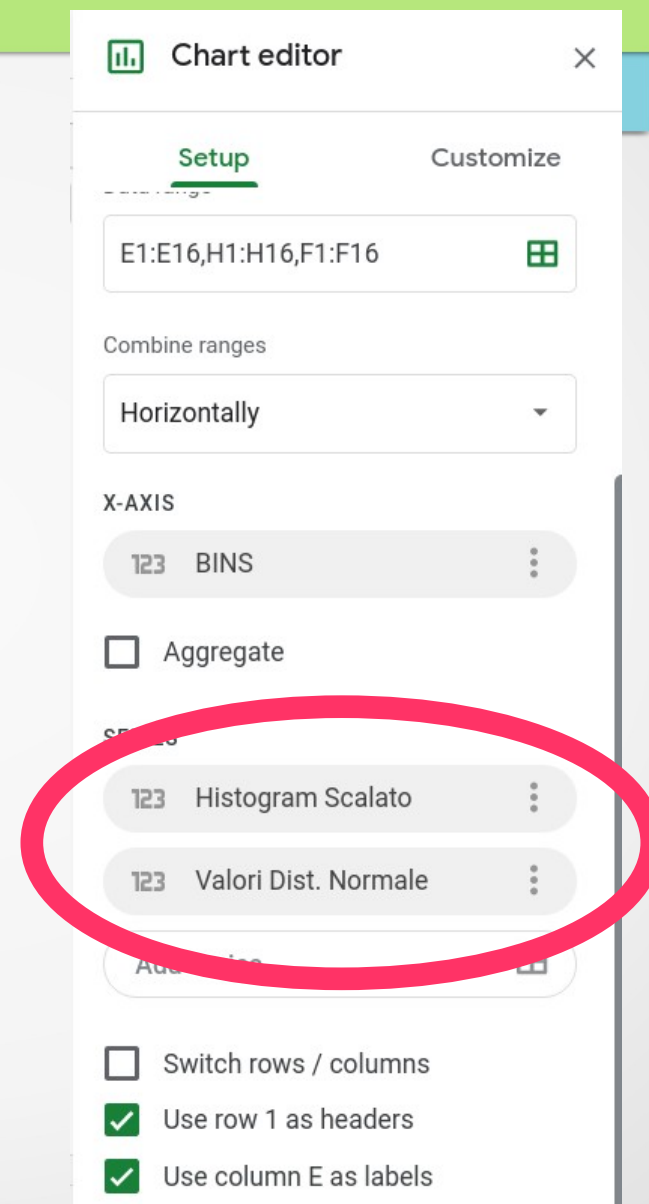 Chart editor
Setup Customize
E1:E16,H1:H16,F1:F16
Combine ranges
Horizontally
X-AXIS
123 BINS
Aggregate
123 Histogram Scalato
123 Valori Dist. Normale
Switch rows / columns
Use row 1 as headers
Use column E as labels